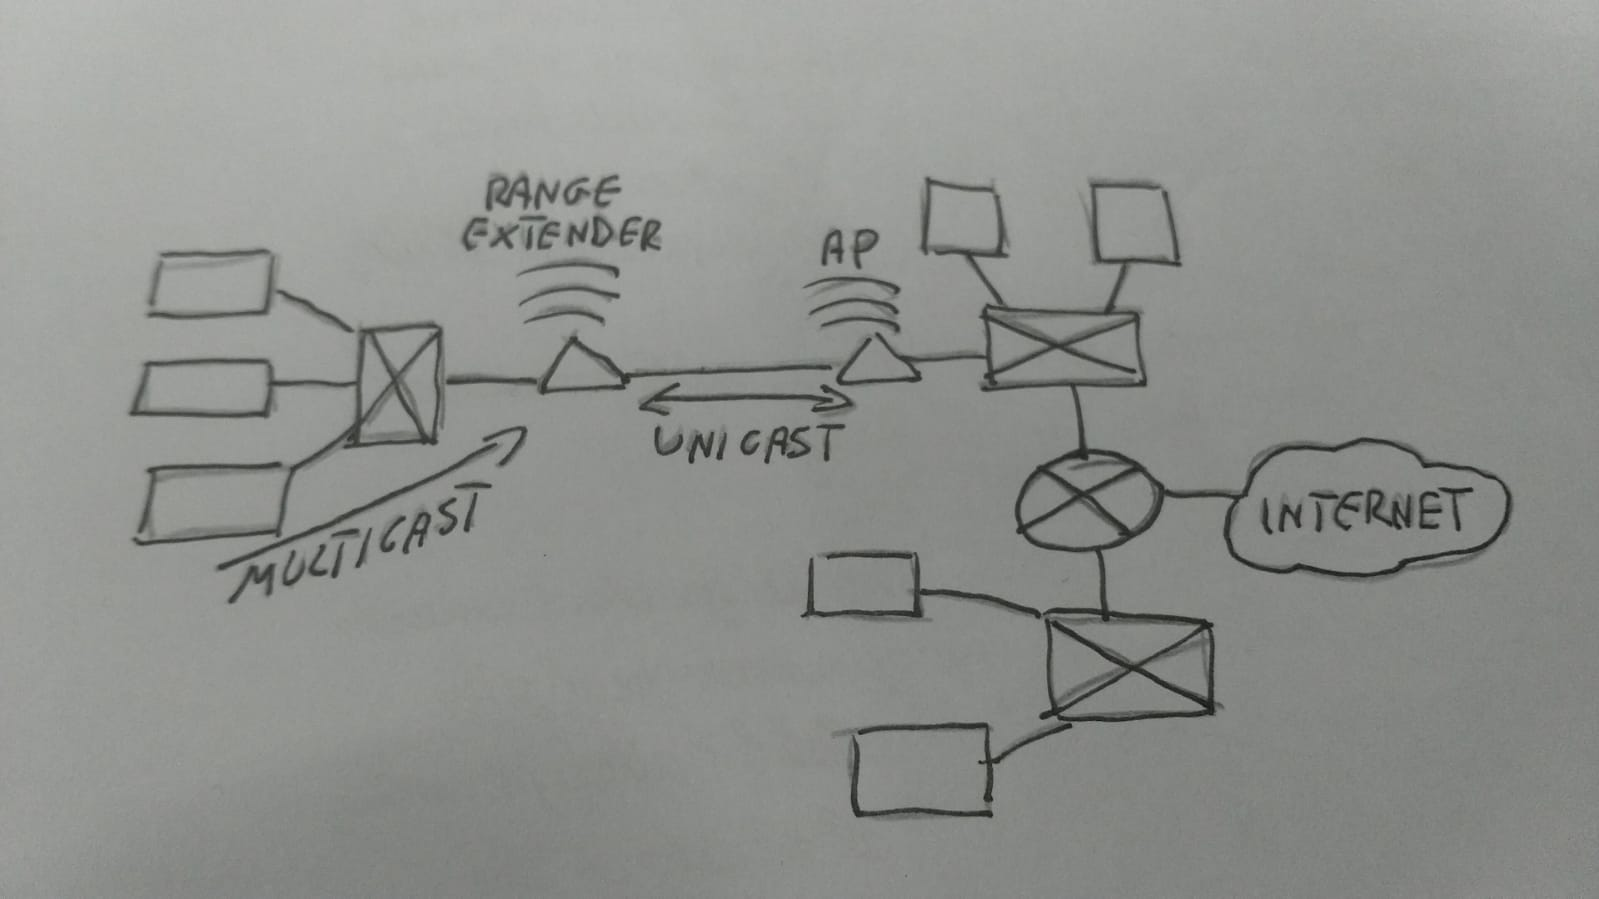 RANGE
EXTENDER
AP
UNICAST
MULTICAST
INTERNET